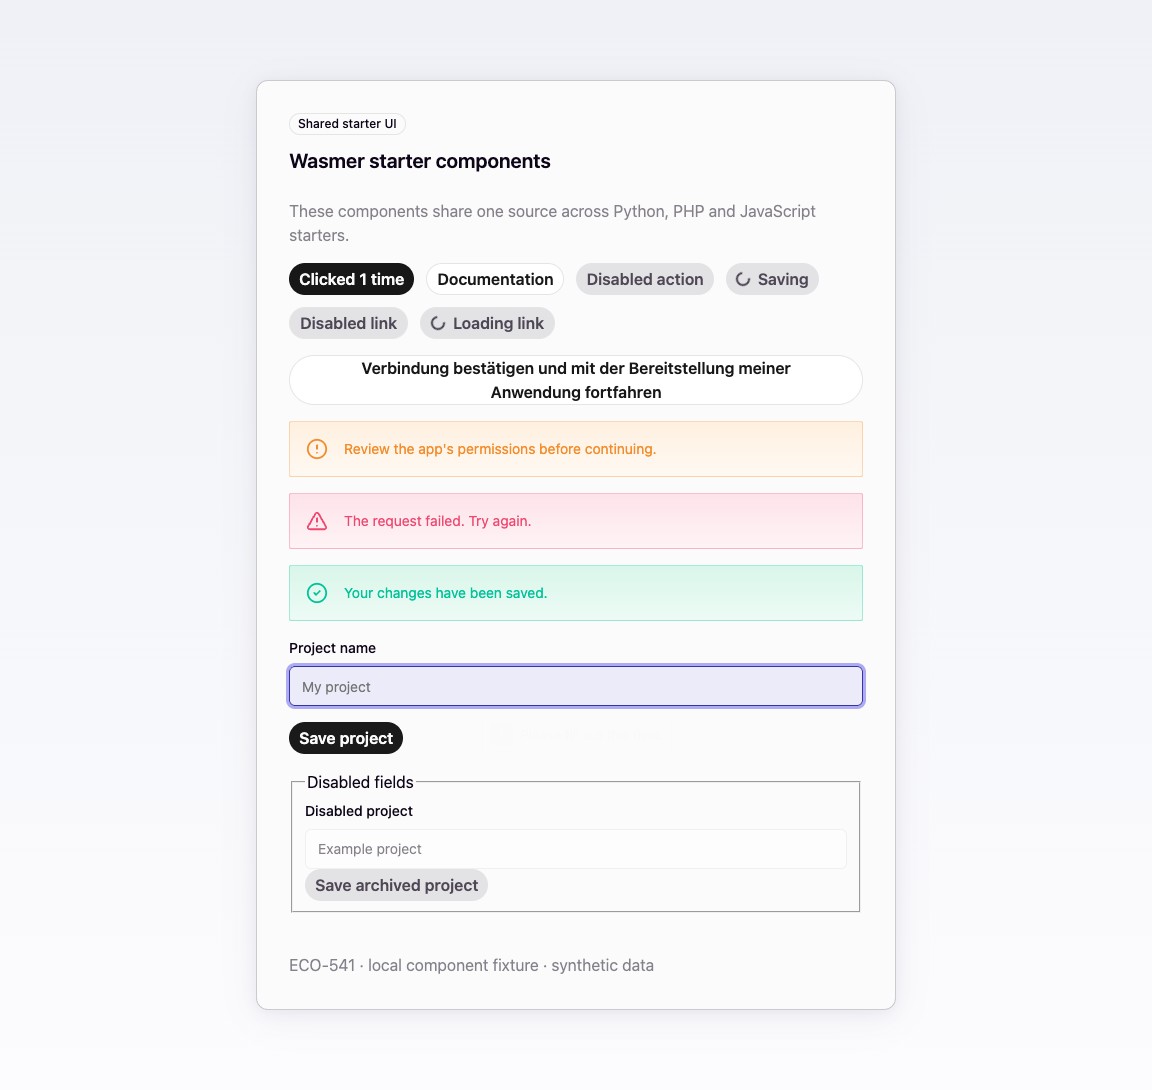 Shared starter UI
Wasmer starter components
These components share one source across Python, PHP and JavaScript
starters.
Clicked 1 time Documentation Disabled action Saving
Disabled link Loading link
Verbindung bestätigen und mit der Bereitstellung meiner
Anwendung fortfahren
Review the app's permissions before continuing.
The request failed. Try again.
Your changes have been saved.
Project name
My project
Save project
Disabled fields
Disabled project
Example project
Save archived project
ECO-541 · local component fixture · synthetic data